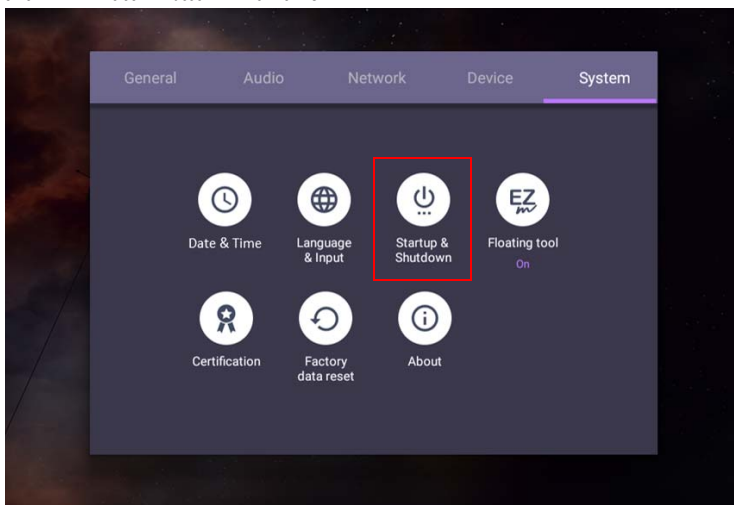 General Audio Network Device System
EZ
Date & Time
Language
& Input
Startup &
Shutdown
Floating tool
On
Certification
Factory
data reset
About